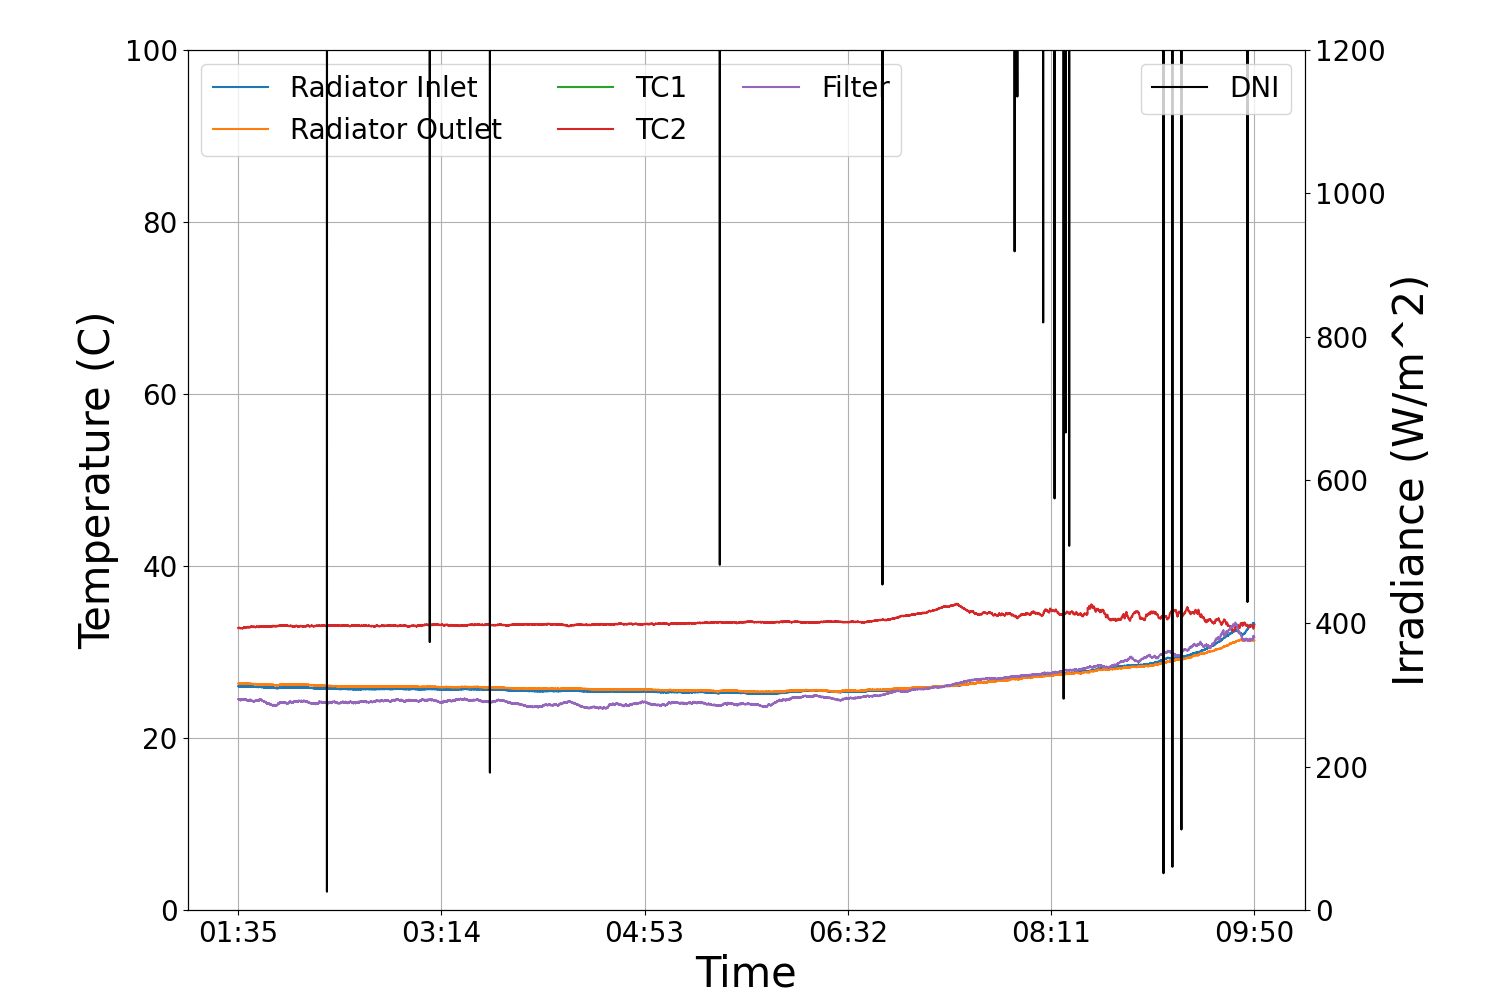 Radiator Inlet
Radiator Outlet
TC1
TC2
Filter
DNI
100
80
60
40
20
0
Temperature (C)
1200
1000
800
600
400
200
0
Irradiance (W/m^2)
01:35 03:14 04:53 06:32 08:11 09:50
Time